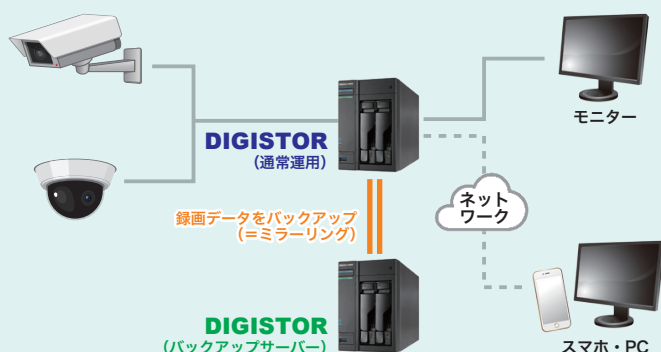 モニター
DIGISTOR
(通常運用)
ネット
ワーク
録画データをバックアップ
(＝ミラーリング)
DIGISTOR
(バックアップサーバー)
スマホ・PC